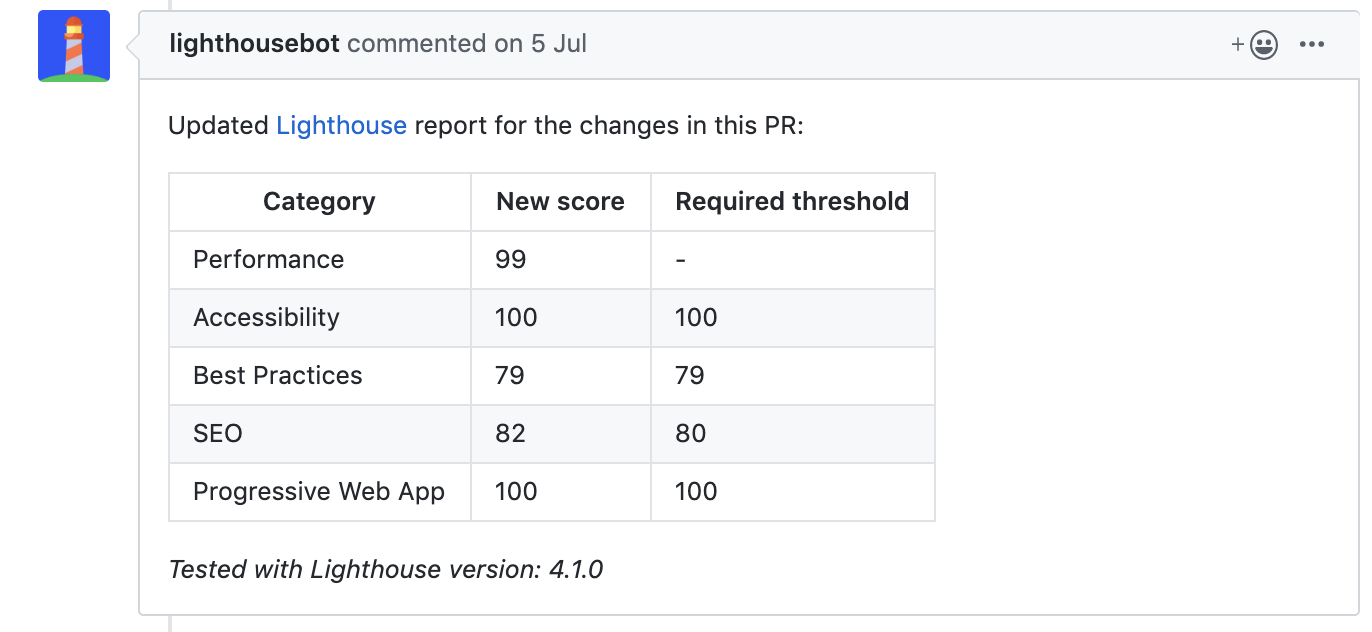 lighthousebot commented on 5 Jul
Updated Lighthouse report for the changes in this PR:
Category New score Required threshold
Performance 99 -
Accessibility 100 100
Best Practices 79 79
SEO 82 80
Progressive Web App 100 100
Tested with Lighthouse version: 4.1.0